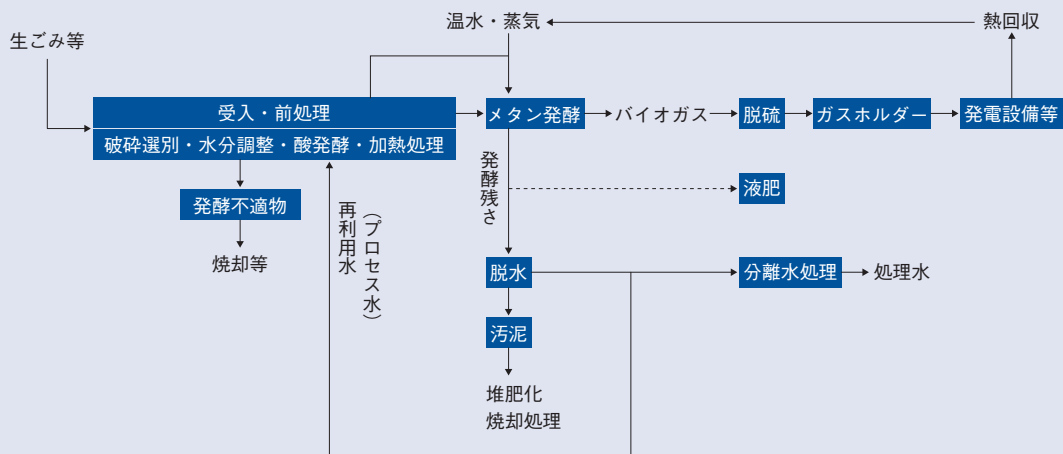 温水・蒸気
熱回収
生ごみ等
受入・前処理
破砕選別・水分調整・酸発酵・加熱処理
メタン発酵
バイオガス
脱硫
ガスホルダー
発電設備等
発酵残さ
液肥
発酵不適物
焼却等
再利用水
（プロセス水）
脱水
分離水処理
処理水
汚泥
堆肥化
焼却処理